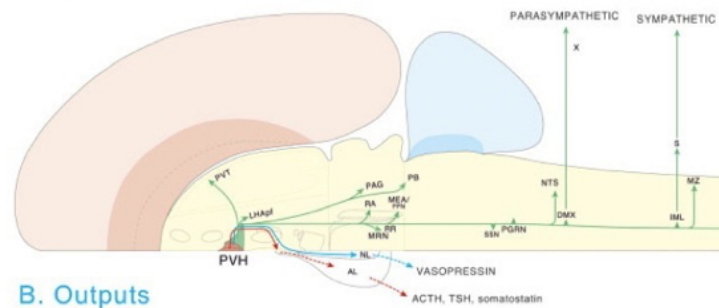 PARASYMPATHETIC
SYMPATHETIC
X
S
PVT
LHApf
PAG
PB
RA
MEA/
PPN
MRN
RR
SSN
PGRN
NTS
DMX
IML
MZ
PVH
NL
AL
VASOPRESSIN
ACTH, TSH, somatostatin
B. Outputs